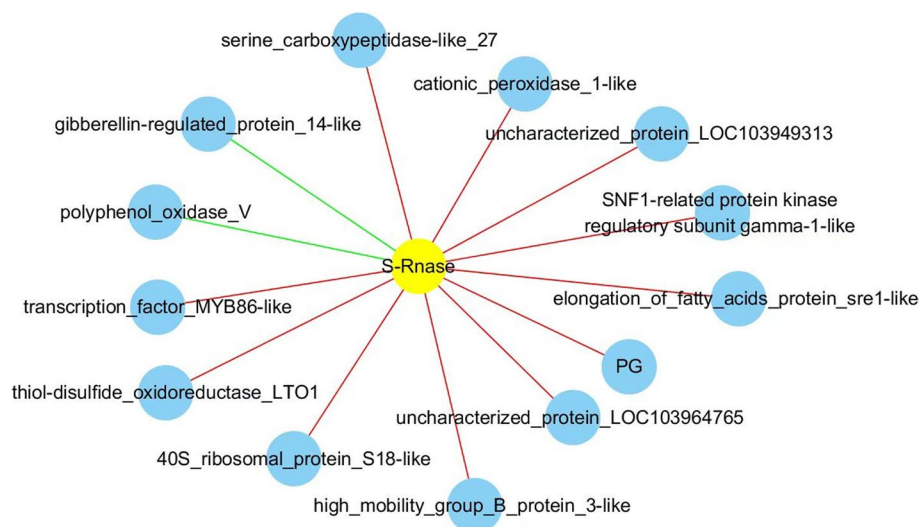 serine_carboxypeptidase-like_27
cationic_peroxidase_1-like
gibberellin-regulated_protein_14-like
uncharacterized_protein_LOC103949313
SNF1-related protein kinase
regulatory subunit gamma-1-like
polyphenol_oxidase_V
S-Rnase
transcription_factor_MYB86-like
elongation_of_fatty_acids_protein_sre1-like
PG
thiol-disulfide_oxidoreductase_LTO1
uncharacterized_protein_LOC103964765
40S_ribosomal_protein_S18-like
high_mobility_group_B_protein_3-like